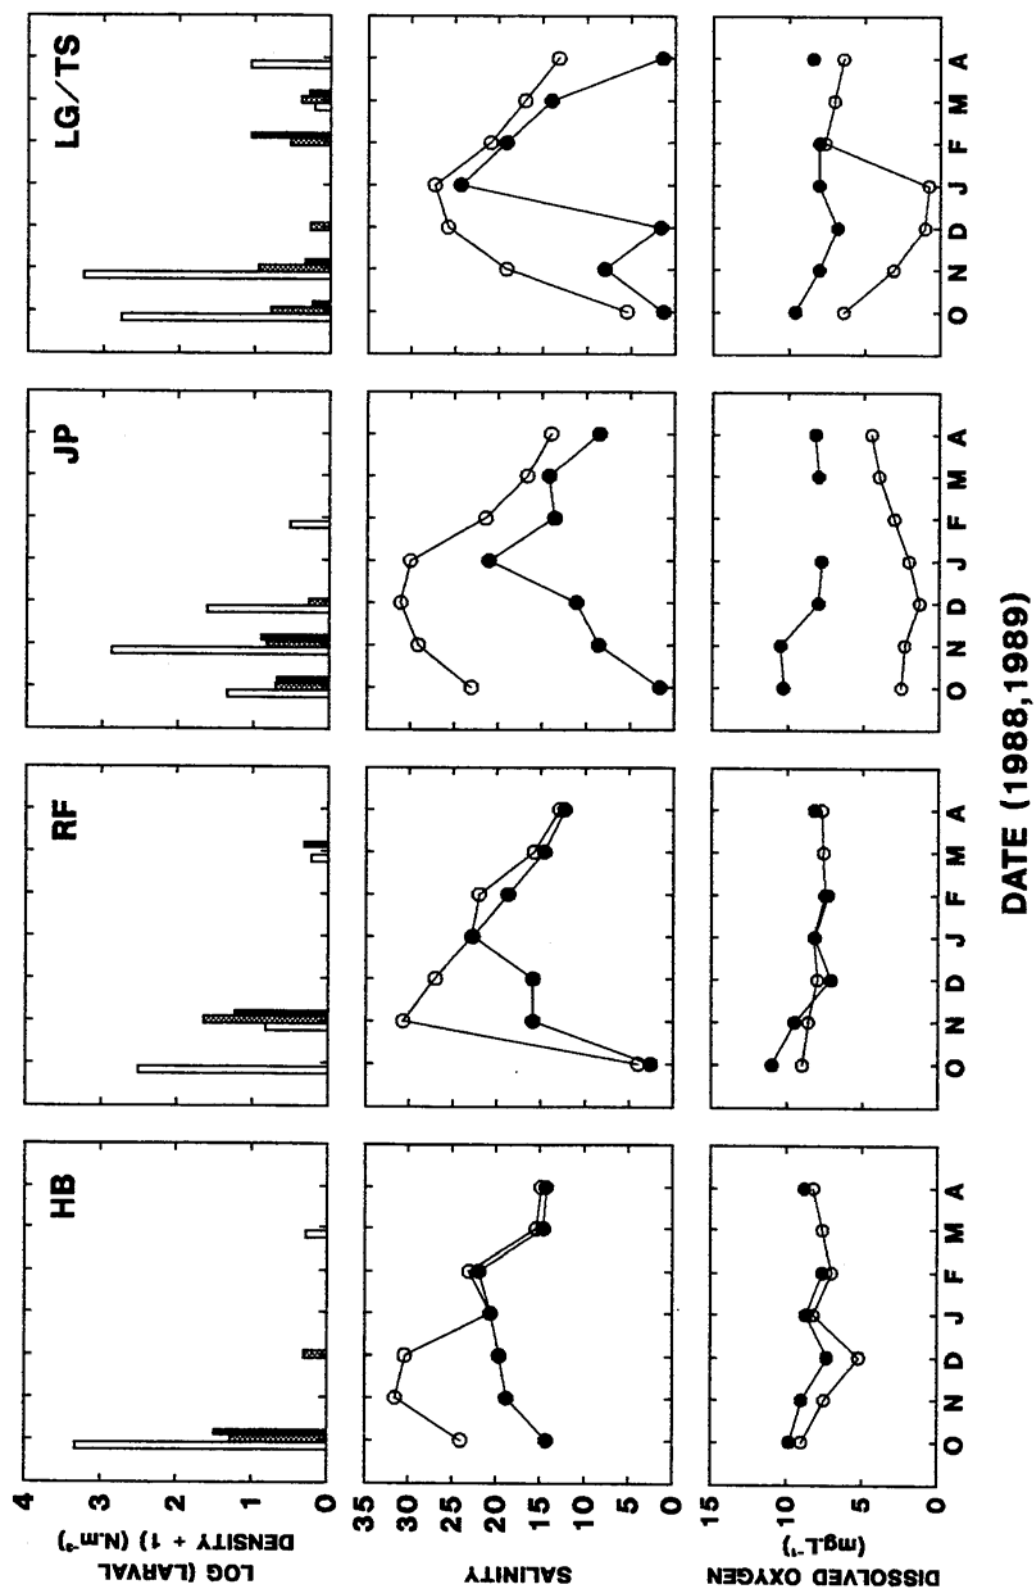 HB
RF
JP
LG/TS
4
3
2
1
0
LOG (LARVAL
DENSITY + 1) (N.m⁻³)
35
30
25
20
15
10
5
0
SALINITY
15
10
5
0
DISSOLVED OXYGEN
(mg.L⁻¹)
O N D J F M A
O N D J F M A
O N D J F M A
O N D J F M A
DATE (1988,1989)